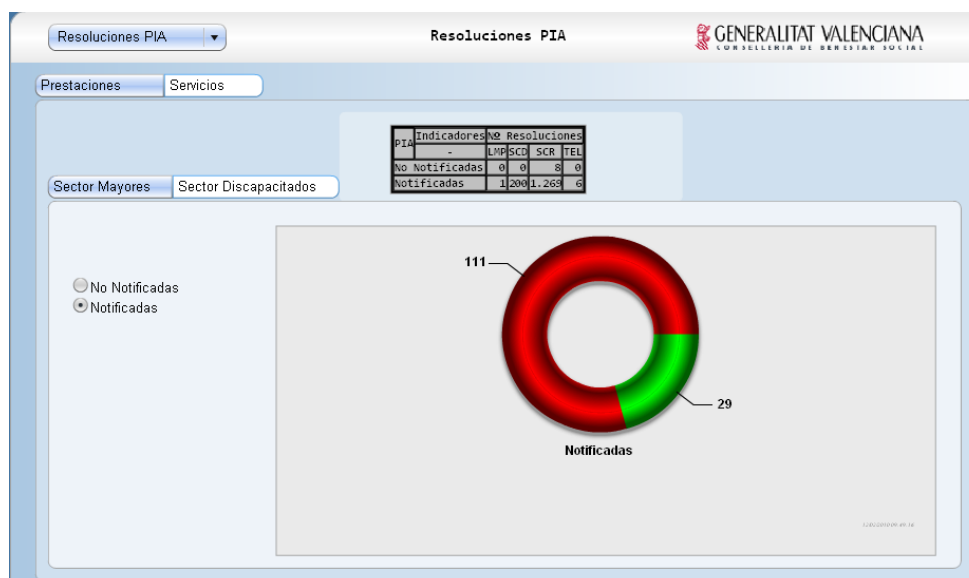 Resoluciones PIA
Resoluciones PIA
GENERALITAT VALENCIANA
CONSELLERIA DE BENESTAR SOCIAL
Prestaciones Servicios
PIA Indicadores Nº Resoluciones
- LMP SCD SCR TEL
No Notificadas 0 0 8 0
Notificadas 1 200 1.269 6
Sector Mayores Sector Discapacitados
111
No Notificadas
Notificadas
29
Notificadas